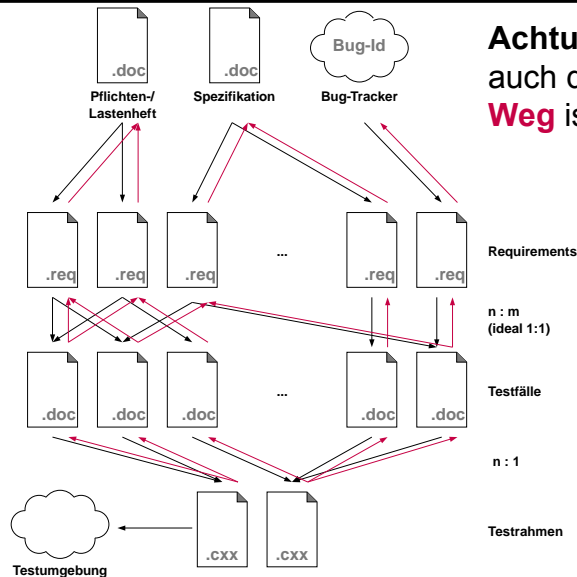 Achtu
auch d
Weg is
Bug-Id
.doc .doc
Pflichten-/
Lastenheft
Spezifikation
Bug-Tracker
.req .req .req ... .req .req
Requirements
n : m
(ideal 1:1)
.doc .doc .doc ... .doc .doc
Testfälle
n : 1
.cxx .cxx
Testrahmen
Testumgebung